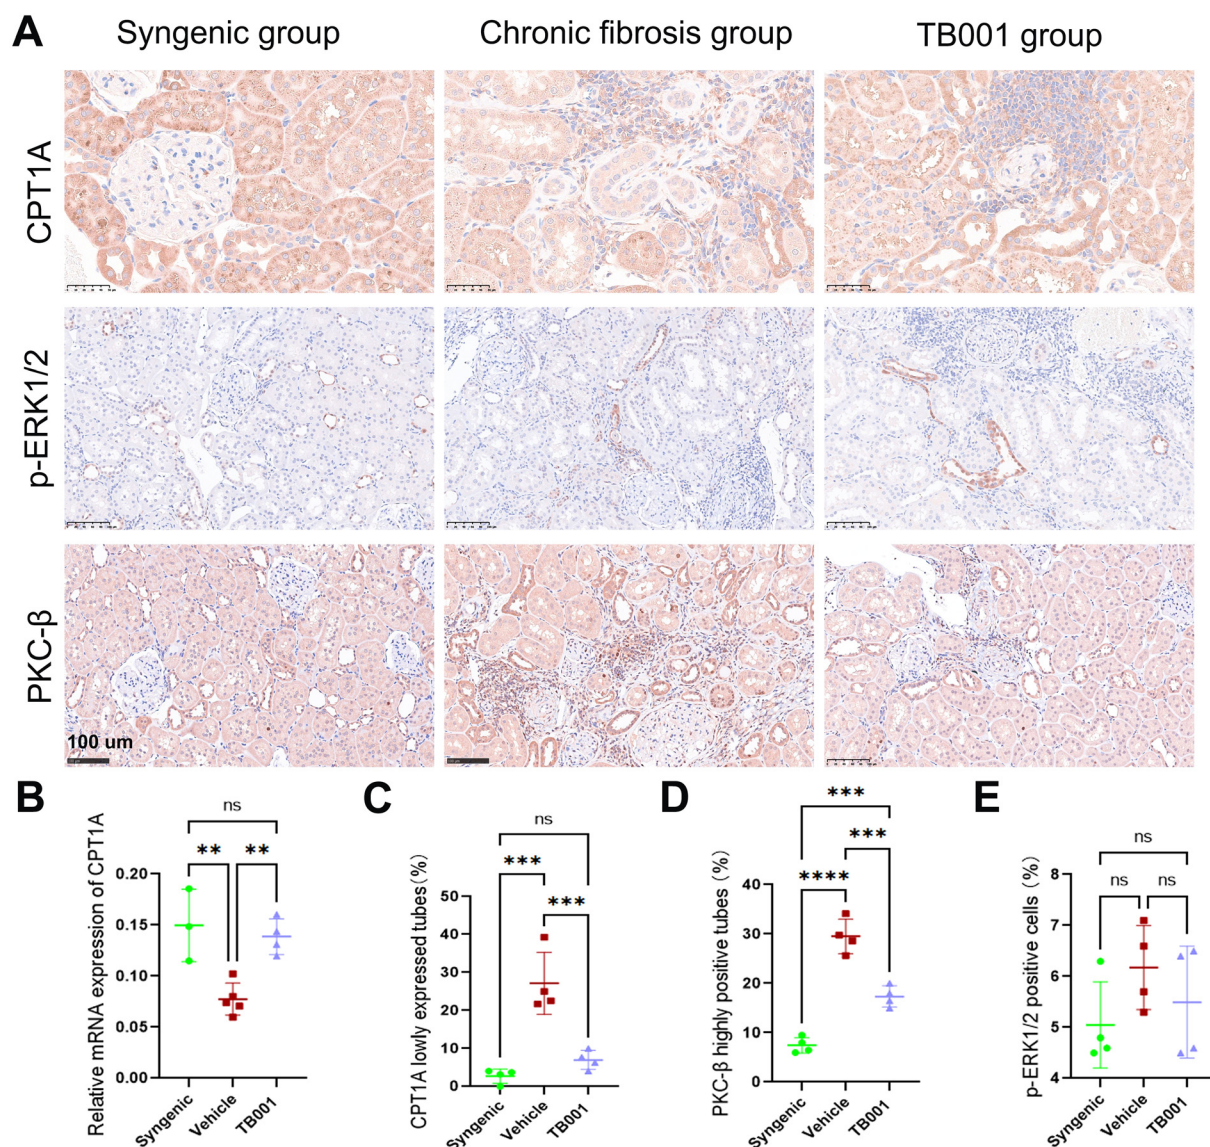 A
Syngenic group
Chronic fibrosis group
TB001 group
CPT1A
p-ERK1/2
PKC-β
100 um
B
Relative mRNA expression of CPT1A
0.20
0.15
0.10
0.05
0.00
ns
**
**
Syngenic
Vehicle
TB001
C
CPT1A lowly expressed tubes(%)
50
40
30
20
10
0
ns
***
***
Syngenic
Vehicle
TB001
D
PKC-β highly positive tubes(%)
40
30
20
10
0
***
***
****
Syngenic
Vehicle
TB001
E
p-ERK1/2 positive cells(%)
8
7
6
5
4
ns
ns
ns
Syngenic
Vehicle
TB001